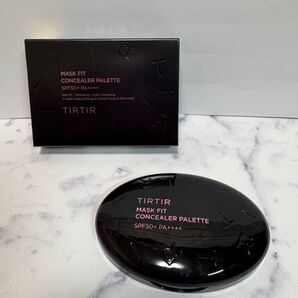 MASK FIT
CONCEALER PALETTE
SPF50+ PA++++
TIRTIR
TIRTIR
MASK FIT
CONCEALER PALETTE
SPF50+ PA++++